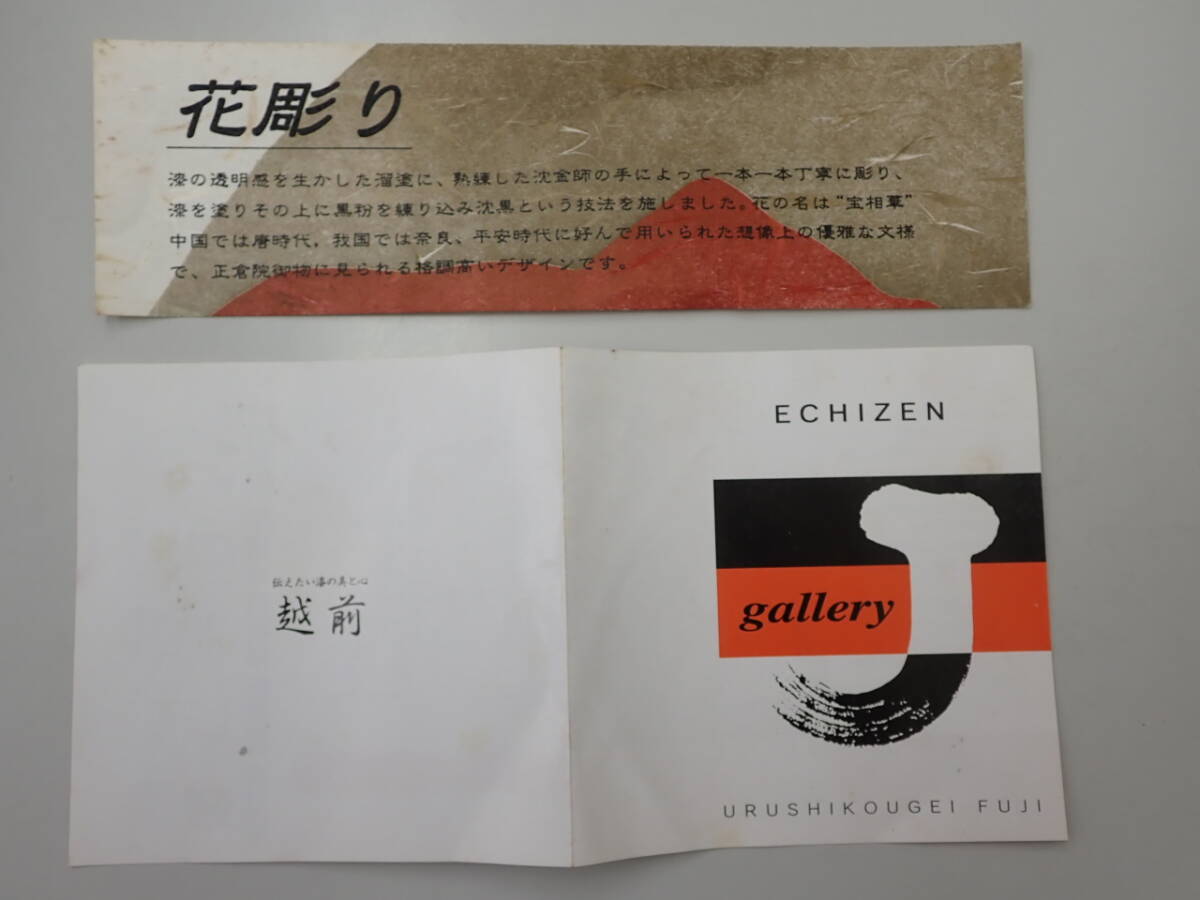 花彫り
漆の透明感を生かした溜塗に、熟練した沈金師の手によって一本一本丁寧に彫り、
漆を塗りその上に黒粉を練り込み沈黒という技法を施しました。花の名は“宝相華”
中国では唐時代，我国では奈良、平安時代に好んで用いられた想像上の優雅な文様
で、正倉院御物に見られる格調高いデザインです。
伝えたい漆の美と心
越前
ECHIZEN
J
gallery
URUSHIKOUGEI FUJI